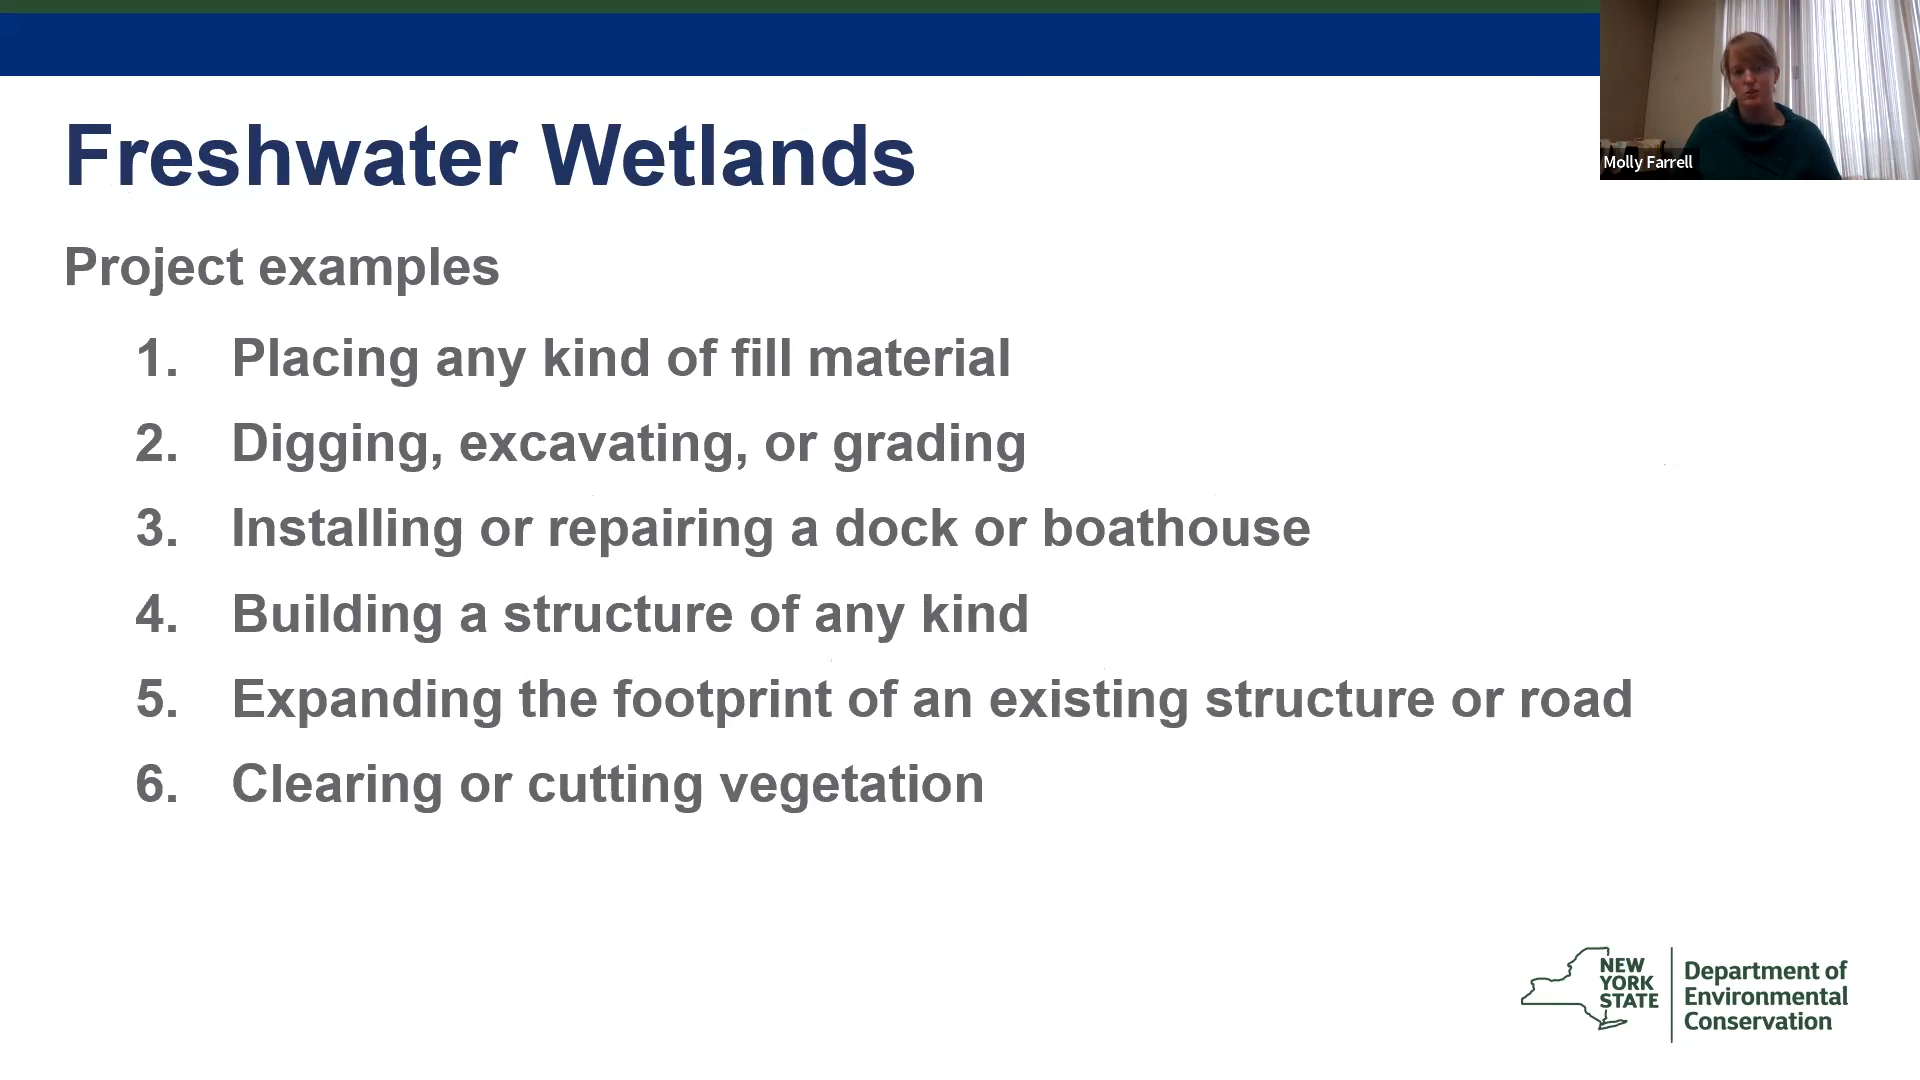 Freshwater Wetlands
Molly Farrell
Project examples
1. Placing any kind of fill material
2. Digging, excavating, or grading
3. Installing or repairing a dock or boathouse
4. Building a structure of any kind
5. Expanding the footprint of an existing structure or road
6. Clearing or cutting vegetation
NEW
YORK
STATE
Department of
Environmental
Conservation